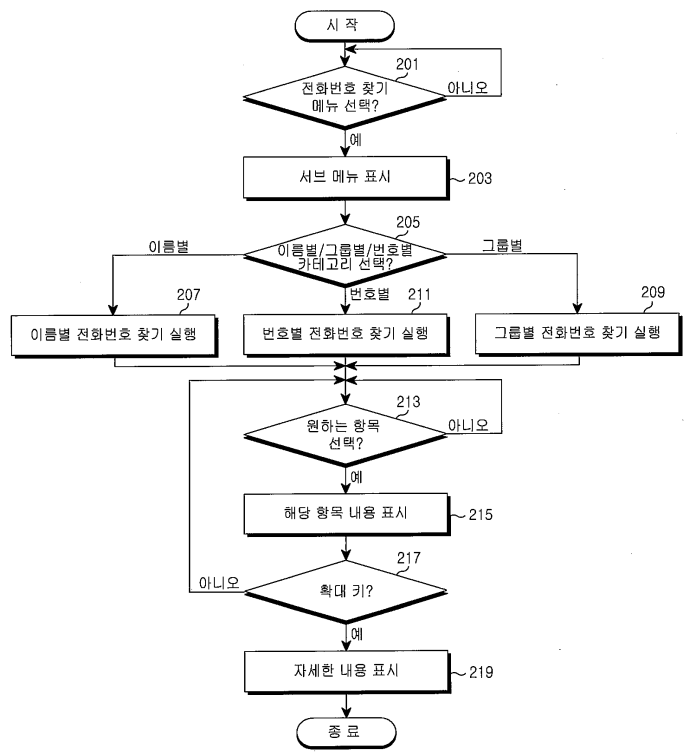 시 작
201
전화번호 찾기
메뉴 선택?
아니오
예
서브 메뉴 표시
203
205
이름별
이름별/그룹별/번호별
카테고리 선택?
그룹별
번호별
207
211
209
이름별 전화번호 찾기 실행
번호별 전화번호 찾기 실행
그룹별 전화번호 찾기 실행
213
원하는 항목
선택?
아니오
예
해당 항목 내용 표시
215
217
아니오
확대 키?
예
자세한 내용 표시
219
종 료